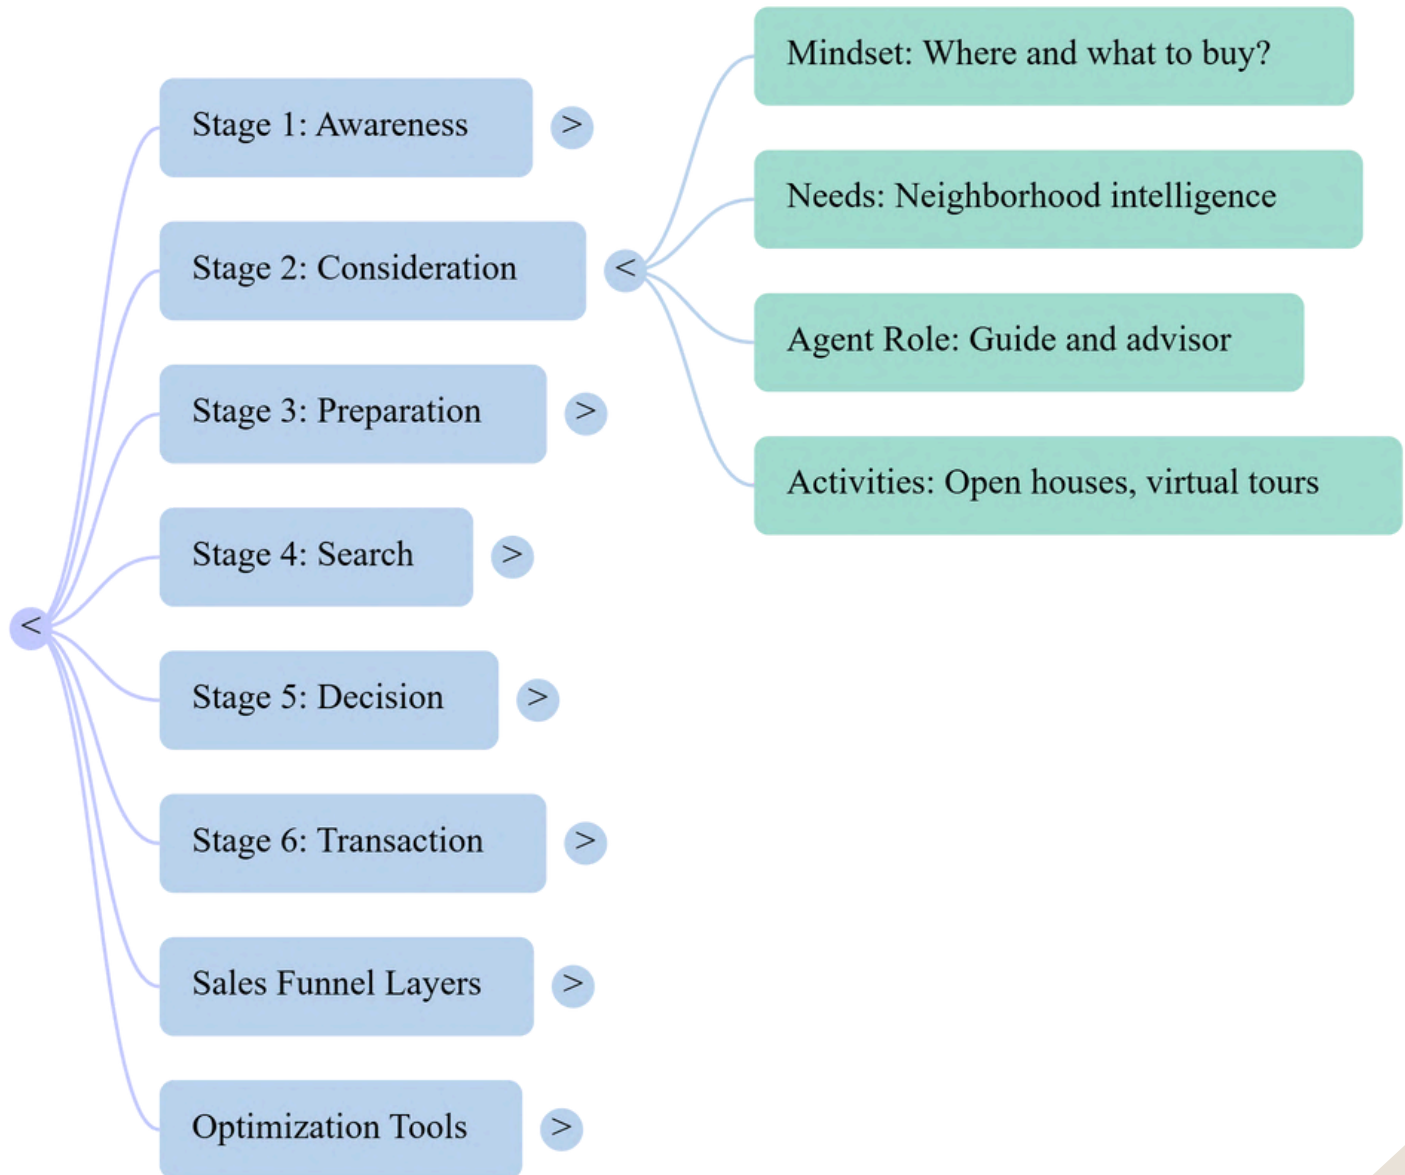 Stage 1: Awareness
>
Stage 2: Consideration
<
Mindset: Where and what to buy?
Needs: Neighborhood intelligence
Agent Role: Guide and advisor
Activities: Open houses, virtual tours
Stage 3: Preparation
>
Stage 4: Search
>
<
Stage 5: Decision
>
Stage 6: Transaction
>
Sales Funnel Layers
>
Optimization Tools
>